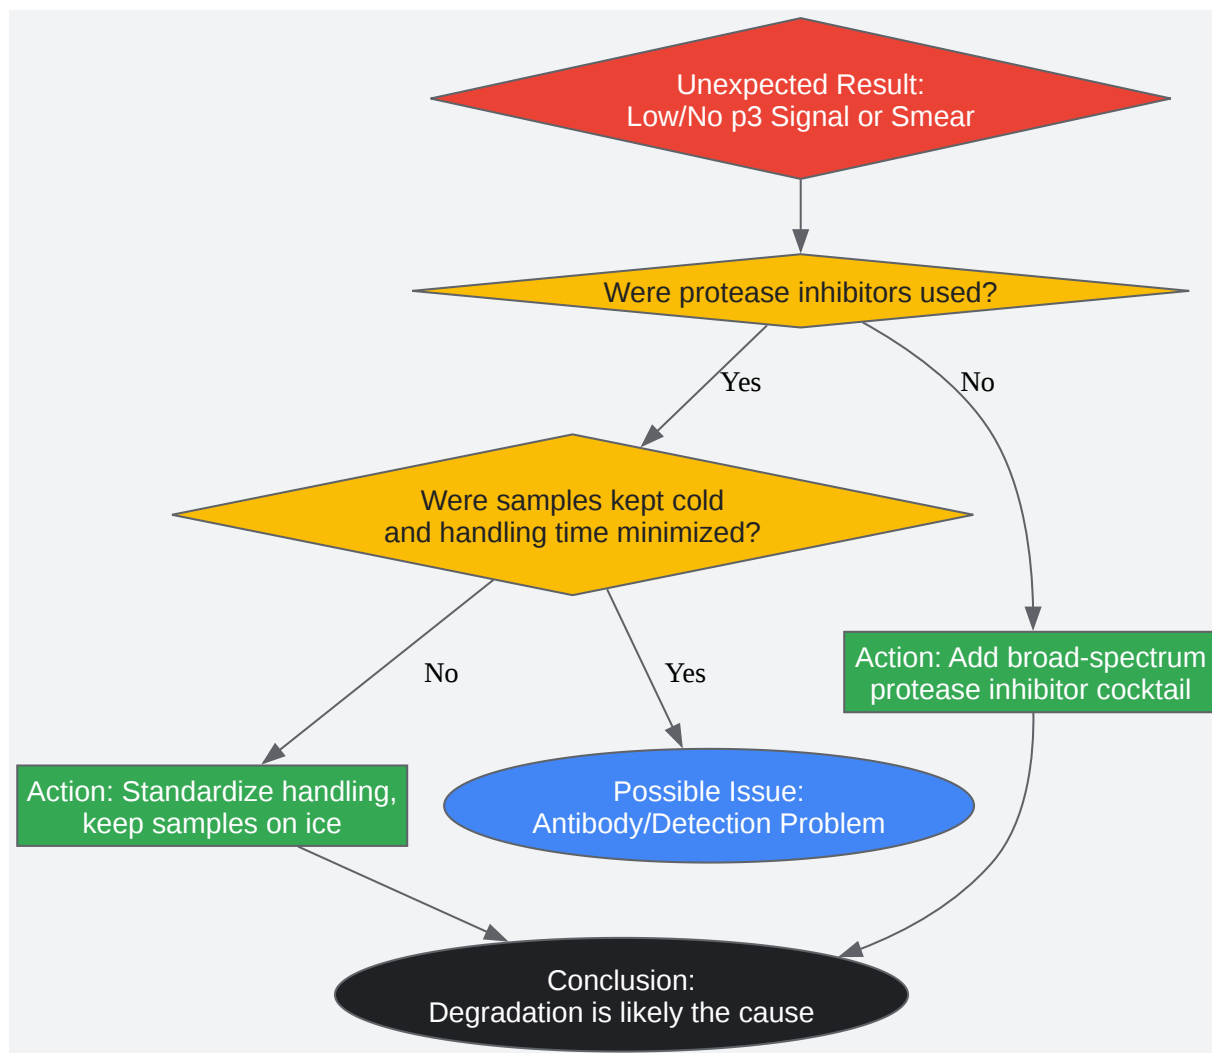 Unexpected Result:
Low/No p3 Signal or Smear
Were protease inhibitors used?
Yes
No
Were samples kept cold
and handling time minimized?
No
Yes
Action: Add broad-spectrum
protease inhibitor cocktail
Action: Standardize handling,
keep samples on ice
Possible Issue:
Antibody/Detection Problem
Conclusion:
Degradation is likely the cause